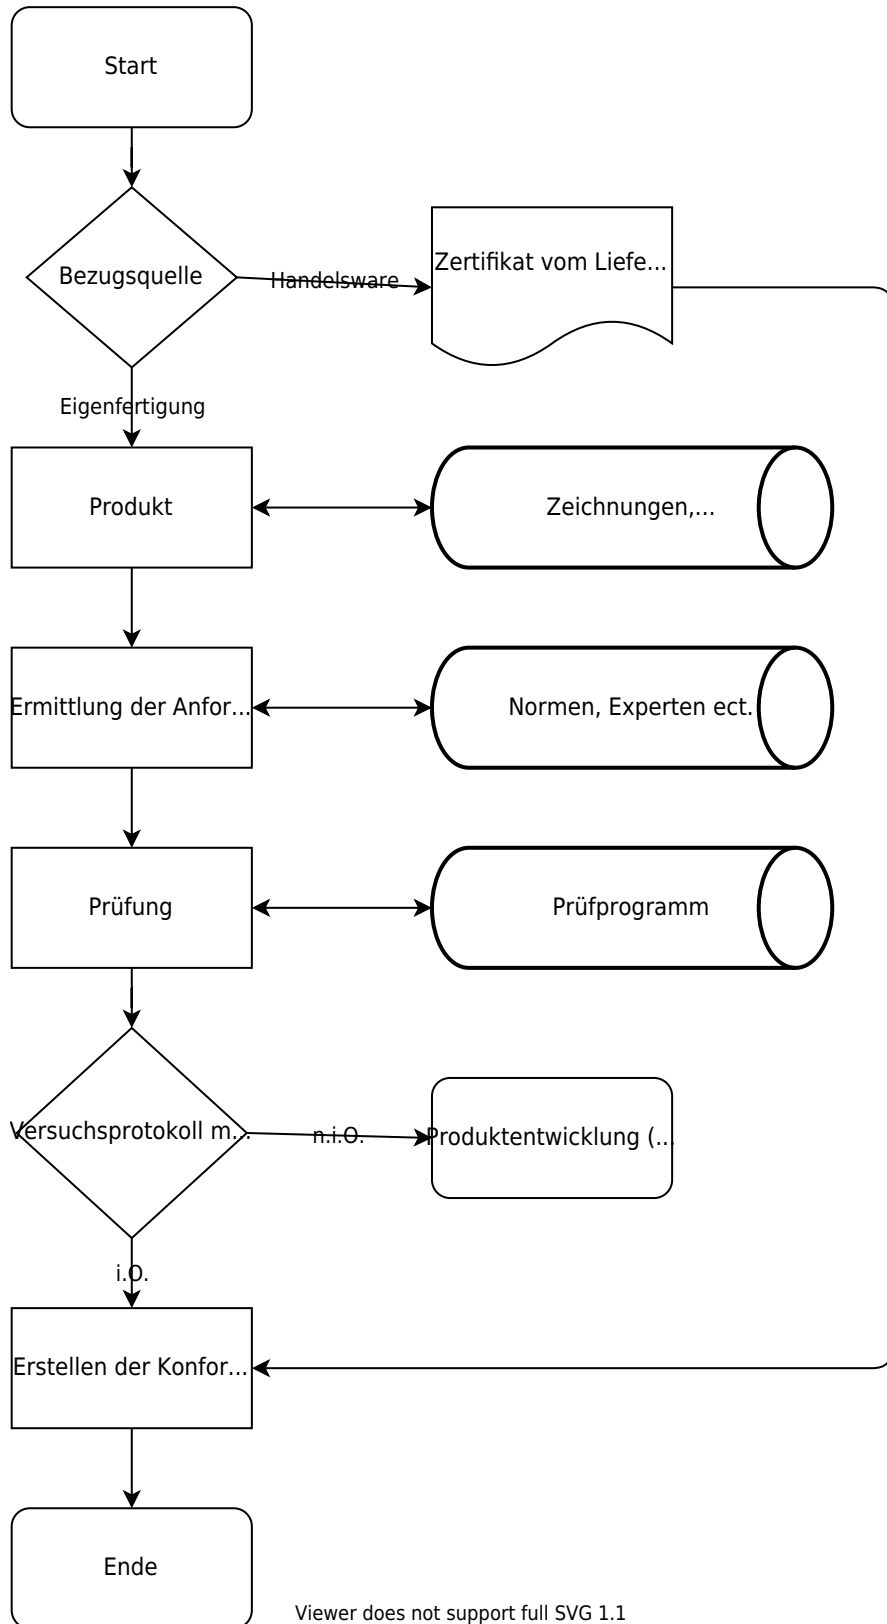 Start
Bezugsquelle
Handelsware
Zertifikat vom Liefe...
Eigenfertigung
Produkt
Zeichnungen,...
Ermittlung der Anfor...
Normen, Experten ect.
Prüfung
Prüfprogramm
Versuchsprotokoll m...
n.i.O.
Produktentwicklung (...
i.O.
Erstellen der Konfor...
Ende
Viewer does not support full SVG 1.1